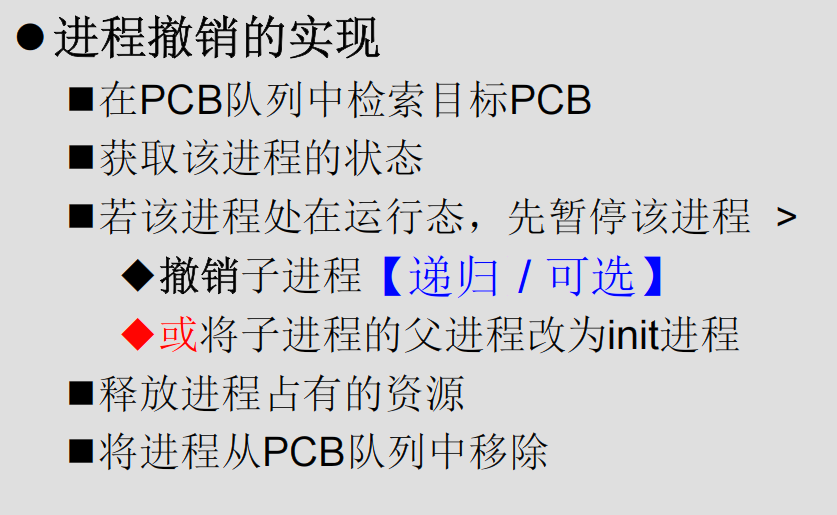 ●进程撤销的实现
■在PCB队列中检索目标PCB
■获取该进程的状态
■若该进程处在运行态，先暂停该进程 >
◆撤销子进程【递归 / 可选】
◆或将子进程的父进程改为init进程
■释放进程占有的资源
■将进程从PCB队列中移除